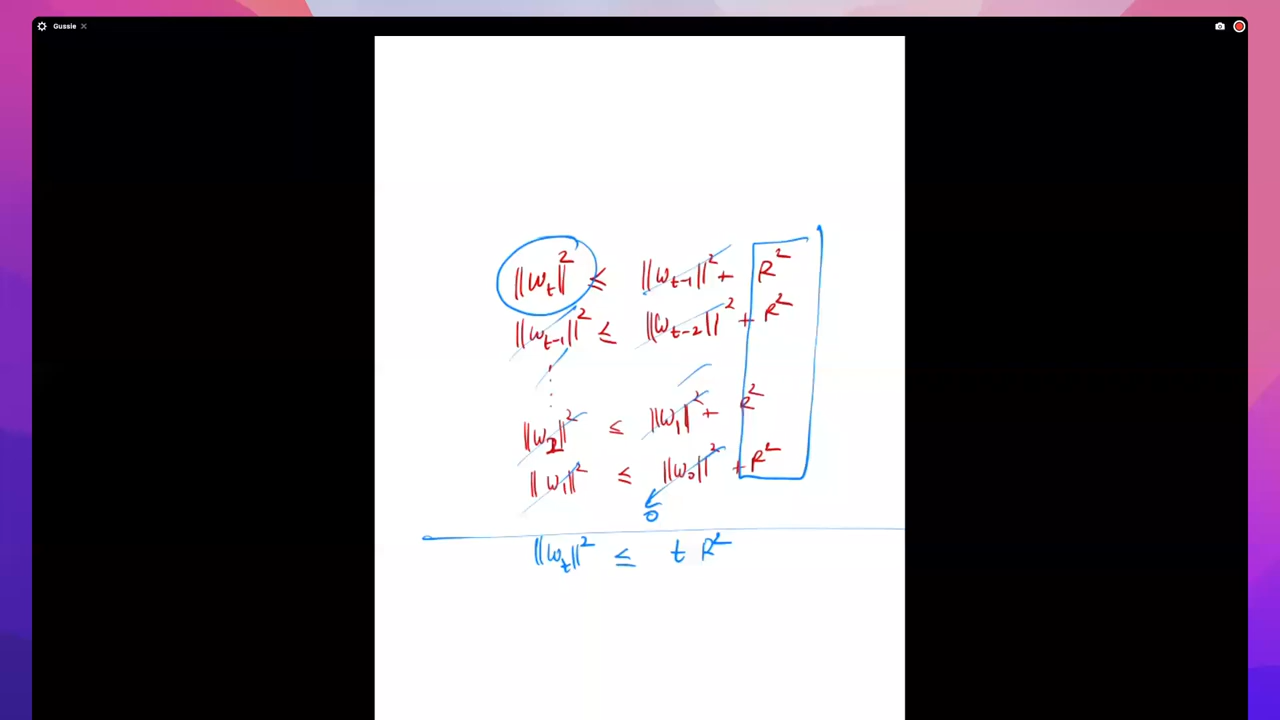 Gussie
‖w_t‖² ≤ ‖w_{t-1}‖² + R²
‖w_{t-1}‖² ≤ ‖w_{t-2}‖² + R²
⋮
‖w_2‖² ≤ ‖w_1‖² + R²
‖w_1‖² ≤ ‖w_0‖² + R²
0
‖w_t‖² ≤ t R²